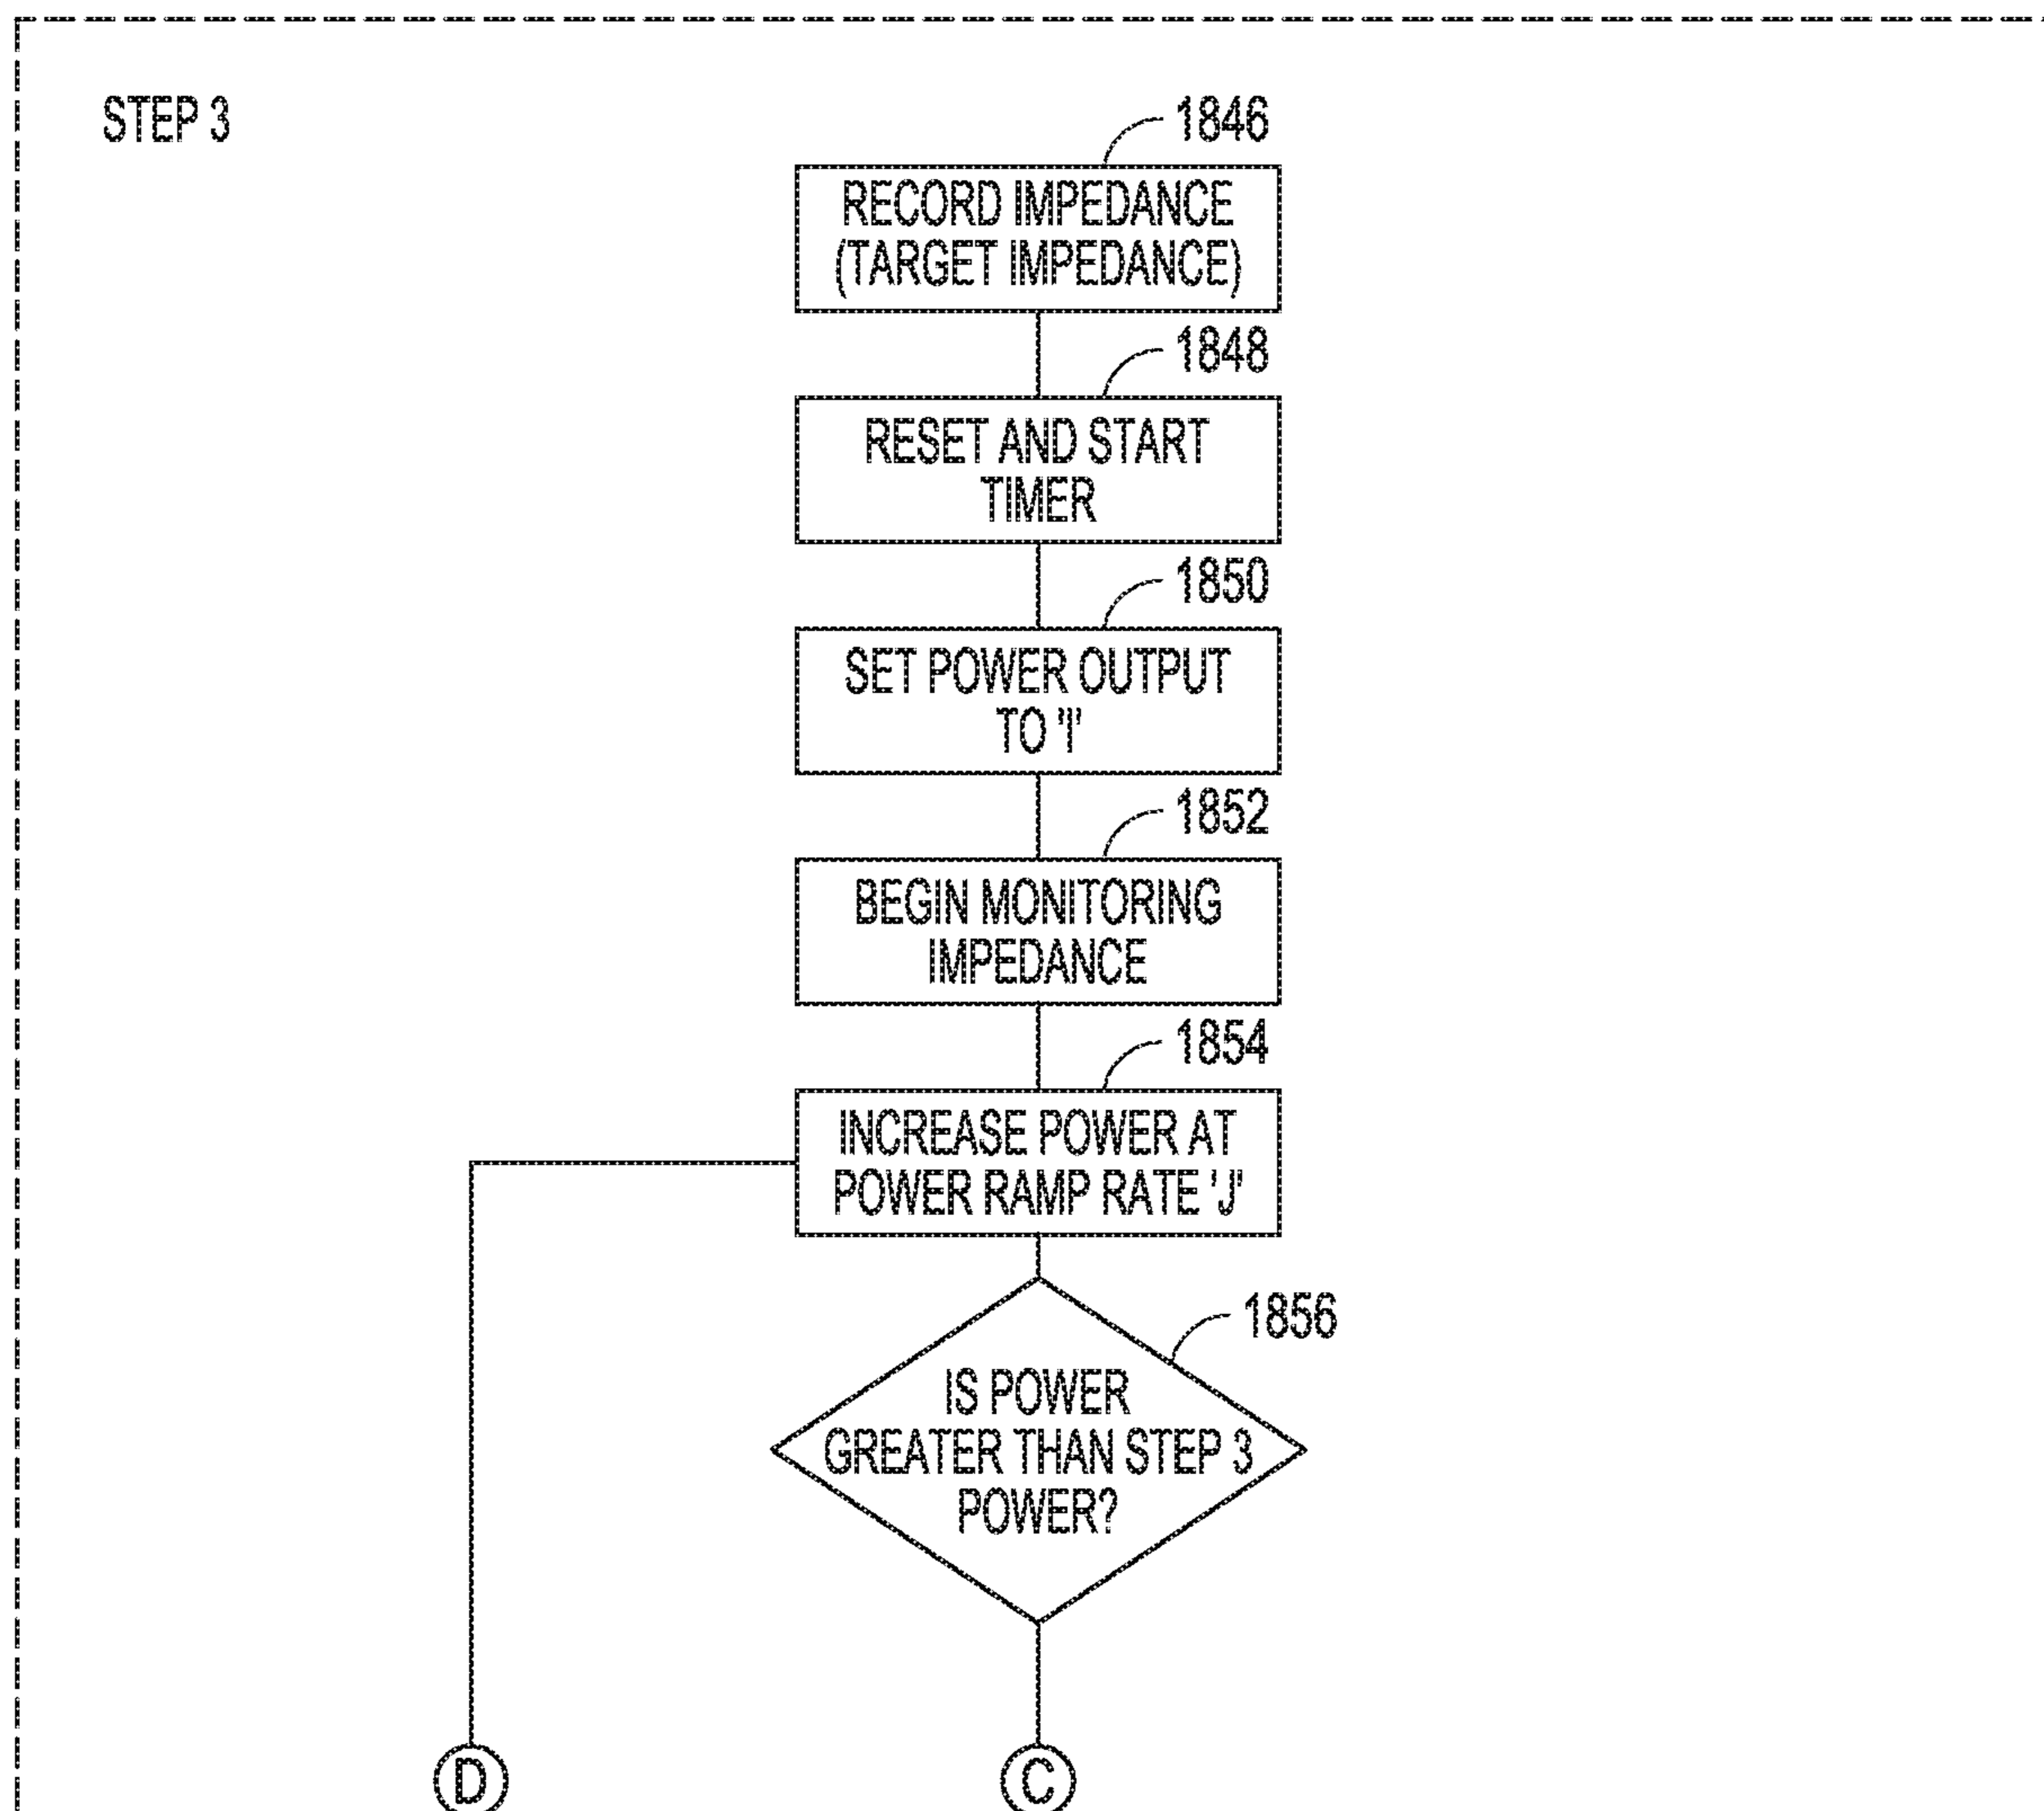 STEP 3
1846
RECORD IMPEDANCE
(TARGET IMPEDANCE)
1848
RESET AND START
TIMER
1850
SET POWER OUTPUT
TO 'I'
1852
BEGIN MONITORING
IMPEDANCE
1854
INCREASE POWER AT
POWER RAMP RATE 'J'
1856
IS POWER
GREATER THAN STEP 3
POWER?
D
C